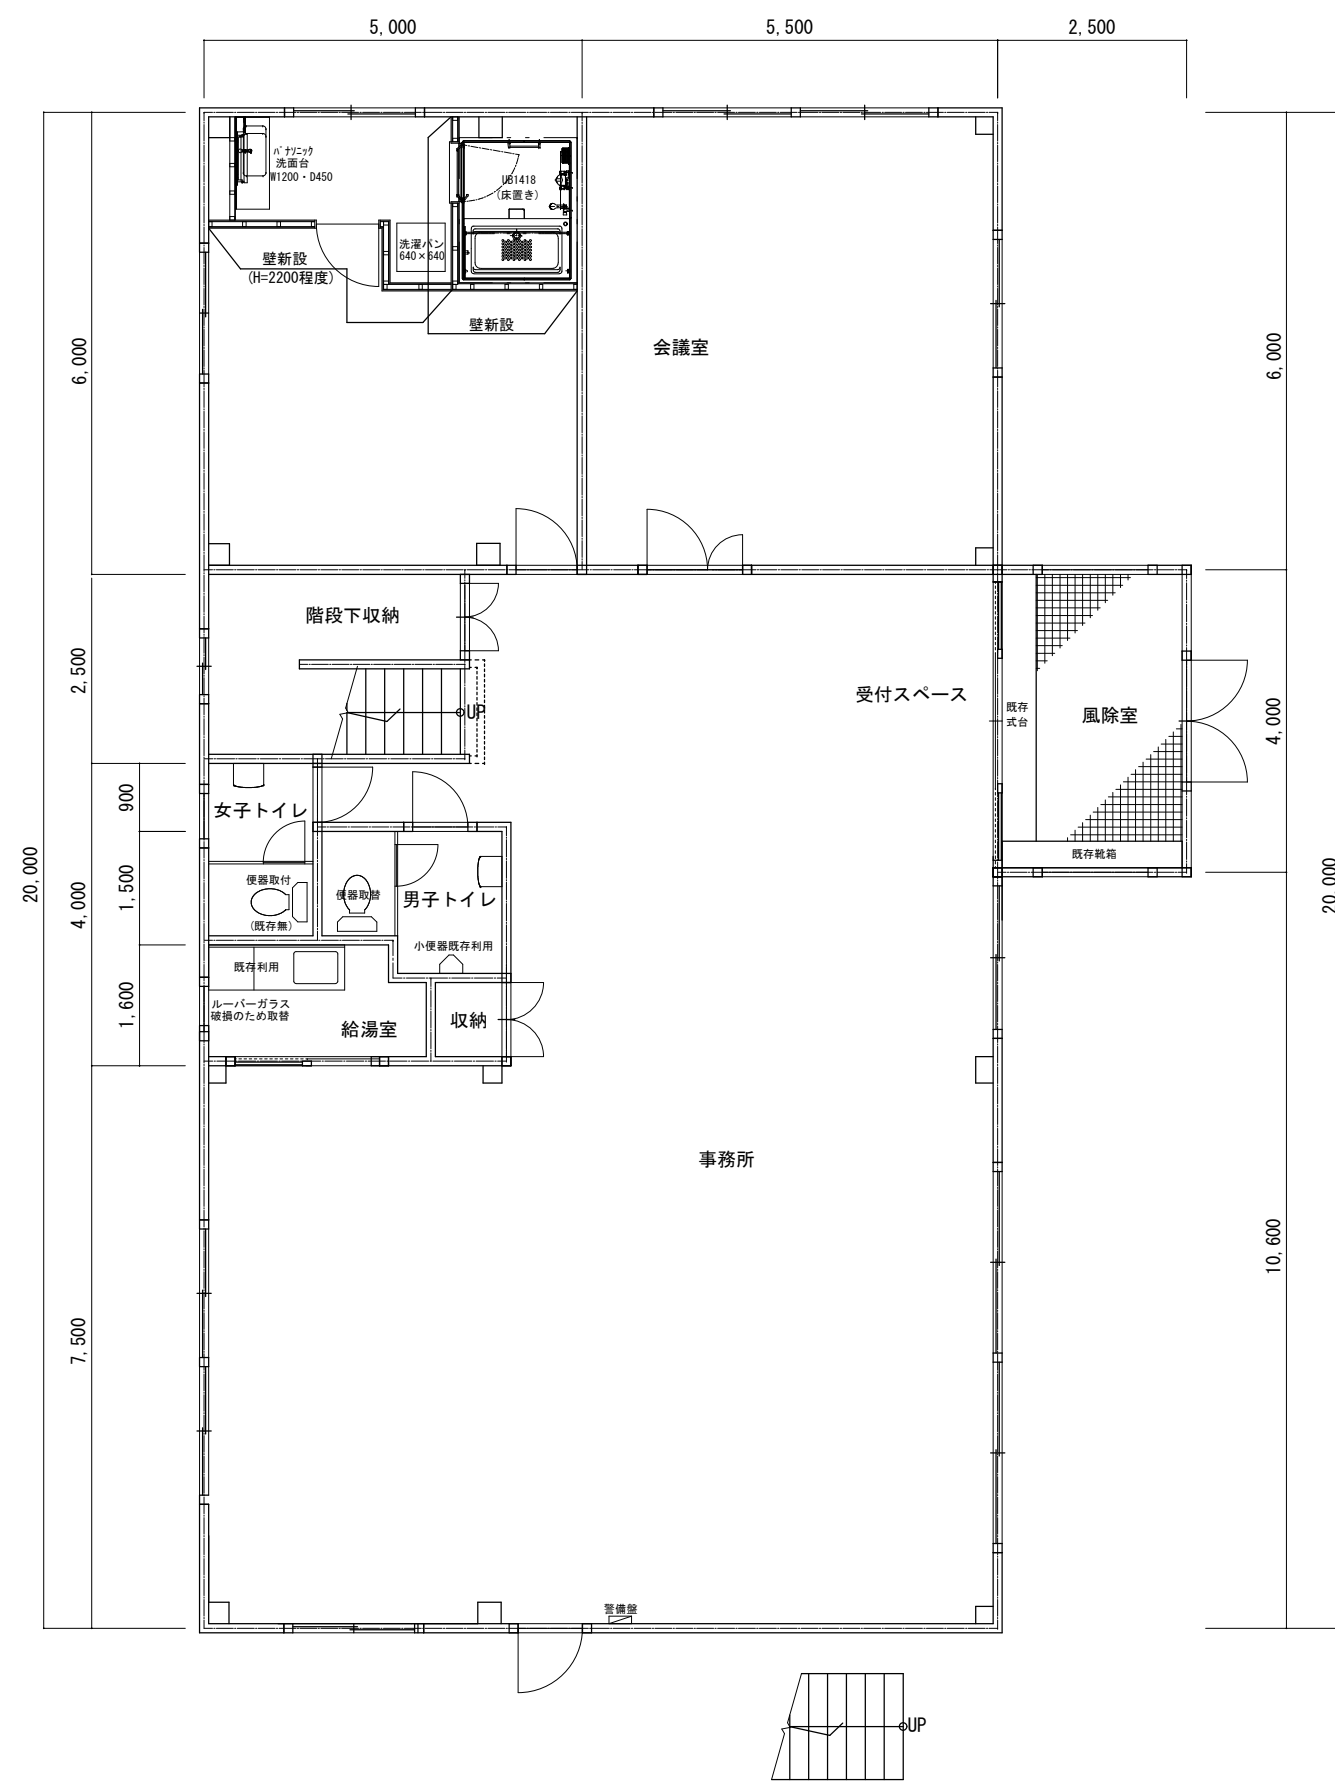 5,000
5,500
2,500
パナソニック
洗面台
W1200・D450
UB1418
(床置き)
洗濯パン
640×640
壁新設
(H=2200程度)
壁新設
会議室
6,000
6,000
階段下収納
2,500
UP
受付スペース
既存
式台
風除室
4,000
既存靴箱
900
女子トイレ
20,000
20,000
4,000
1,500
便器取付
(既存無)
便器取替
男子トイレ
小便器既存利用
既存利用
1,600
ルーバーガラス
破損のため取替
給湯室
収納
事務所
10,600
7,500
警備盤
UP